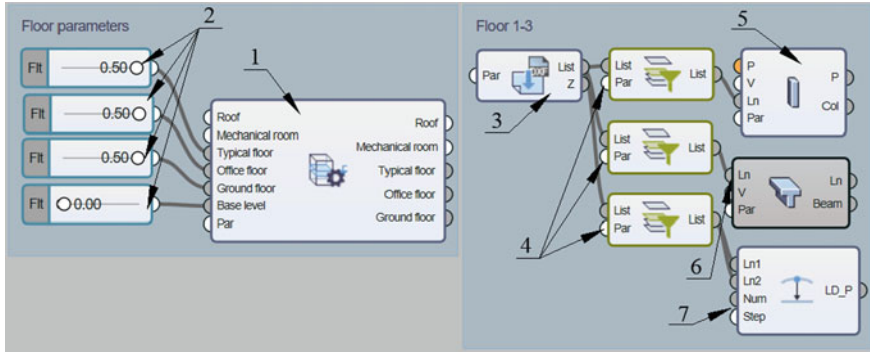 Floor parameters
2
Flt 0.50
Flt 0.50
Flt 0.50
Flt 0.00
1
Roof
Mechanical room
Typical floor
Office floor
Ground floor
Base level
Par
Roof
Mechanical room
Typical floor
Office floor
Ground floor
Floor 1-3
Par
List
Z
3
List
Par
List
List
Par
List
List
Par
List
4
5
P
V
Ln
Par
P
Col
Ln
V
Par
Ln
Beam
6
Ln1
Ln2
Num
Step
LD_P
7